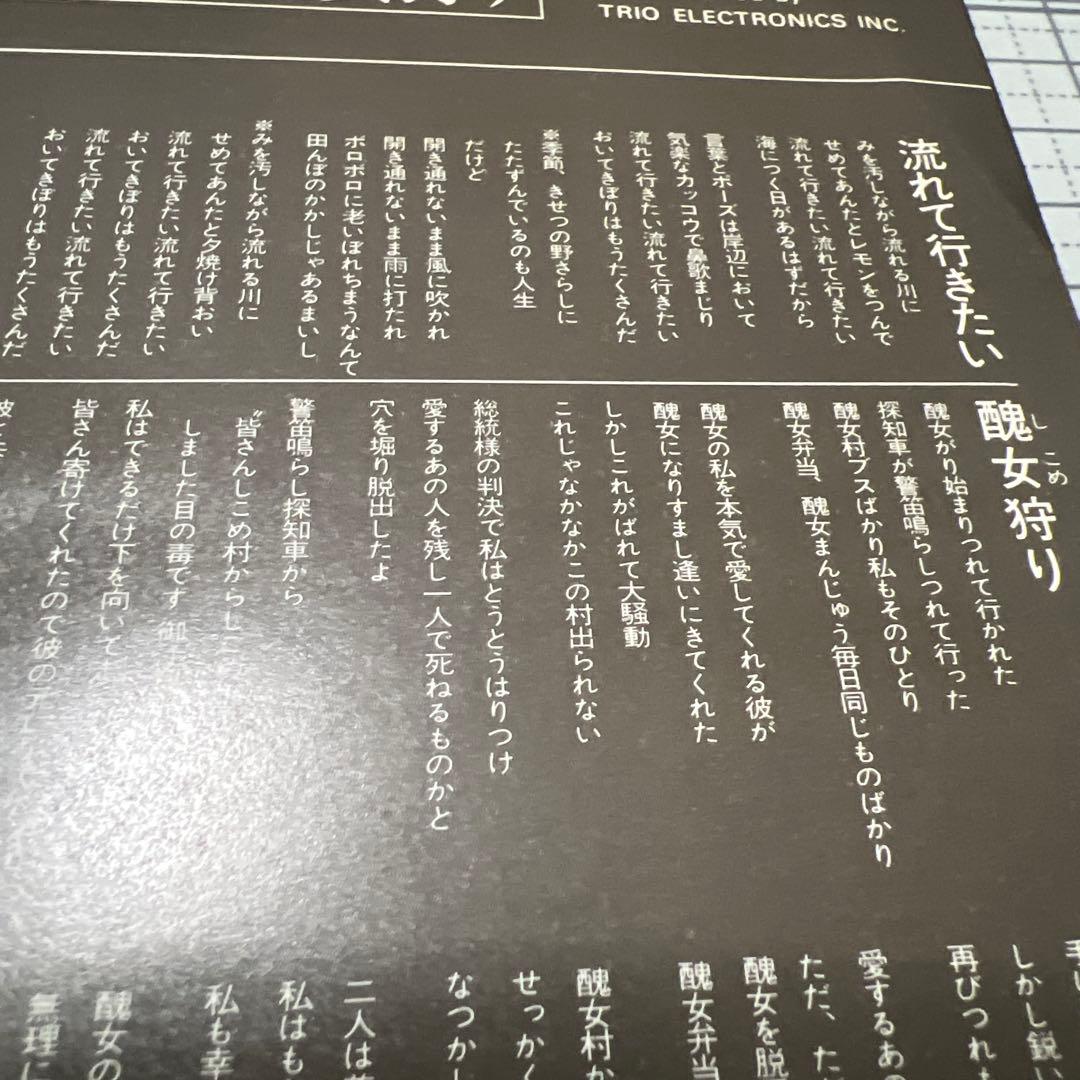 TRIO ELECTRONICS INC.
流れて行きたい
みを汚しながら流れる川に
せめてあんたとレモンをつんで
流れて行きたい流れて行きたい
海につく日があるはずだから
言葉とポーズは岸辺において
気楽なカッコウで鼻歌まじり
流れて行きたい流れて行きたい
おいてきぼりはもうたくさんだ
※季節、きせつの野さらしに
たたずんでいるのも人生
だけど
開き通れないまま風に吹かれ
開き通れないまま雨に打たれ
ボロボロに老いぼれちまうなんて
田んぼのかかしじゃあるまいし
※みを汚しながら流れる川に
せめてあんたと夕焼け背おい
流れて行きたい流れて行きたい
おいてきぼりはもうたくさんだ
流れて行きたい流れて行きたい
おいてきぼりはもうたくさんだ
醜女狩り
しこめ
醜女がり始まりつれて行かれた
探知車が警笛鳴らしつれて行った
醜女村ブスばかり私もそのひとり
醜女弁当、醜女まんじゅう毎日同じものばかり
醜女の私を本気で愛してくれる彼が
醜女になりすまし逢いにきてくれた
しかしこれがばれて大騒動
これじゃなかなかこの村出られない
総統様の判決で私はとうとうはりつけ
愛するあの人を残し一人で死ねるものかと
穴を堀り脱出したよ
警笛鳴らし探知車から
〝皆さんしこめ村からし
しました目の毒です 御
私はできるだけ下を向いて
皆さん寄けてくれたので彼の
しかし鋭い
再びつれ
愛するあ
ただ、た
醜女を脱
醜女弁当
醜女村か
せっかく
なつかし
二人は
私はも
私も幸
醜女の
無理に